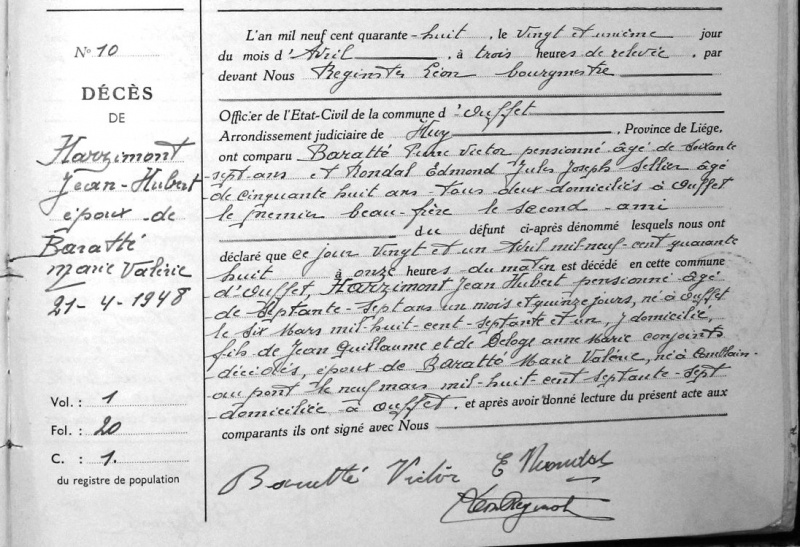 N° 10
DÉCÈS
DE
Harzimont
Jean-Hubert
époux de
Baratté
Marie Valérie
21-4-1948
Vol. : 1
Fol. : 20
C. : 1.
du registre de population
L'an mil neuf cent quarante-huit, le vingt et unième jour
du mois d'Avril, à trois heures de relevée, par
devant Nous Reginster Léon bourgmestre
Officier de l'Etat-Civil de la commune d'Ouffet
Arrondissement judiciaire de Huy, Province de Liége,
ont comparu Baratté Pierre Victor pensionné âgé de soixante
sept ans et Rondal Edmond Jules Joseph Sellier âgé
de cinquante huit ans - tous deux domiciliés à Ouffet
le premier beau-frère le second ami
du défunt ci-après dénommé lesquels nous ont
déclaré que ce jour vingt et un Avril mil-neuf-cent quarante
huit à onze heures du matin est décédé en cette commune
d'Ouffet, Harzimont Jean Hubert pensionné âgé
de septante-sept ans un mois et quinze jours, né à Ouffet
le six Mars mil-huit-cent-septante et un, y domicilié,
fils de Jean Guillaume et de Deloge Anne Marie conjoints
décédés, époux de Baratté Marie Valérie, née à Comblain-
au pont le neuf mars mil-huit-cent septante-sept
domiciliée à Ouffet, et après avoir donné lecture du présent acte aux
comparants ils ont signé avec Nous
Baratté Victor E Rondal